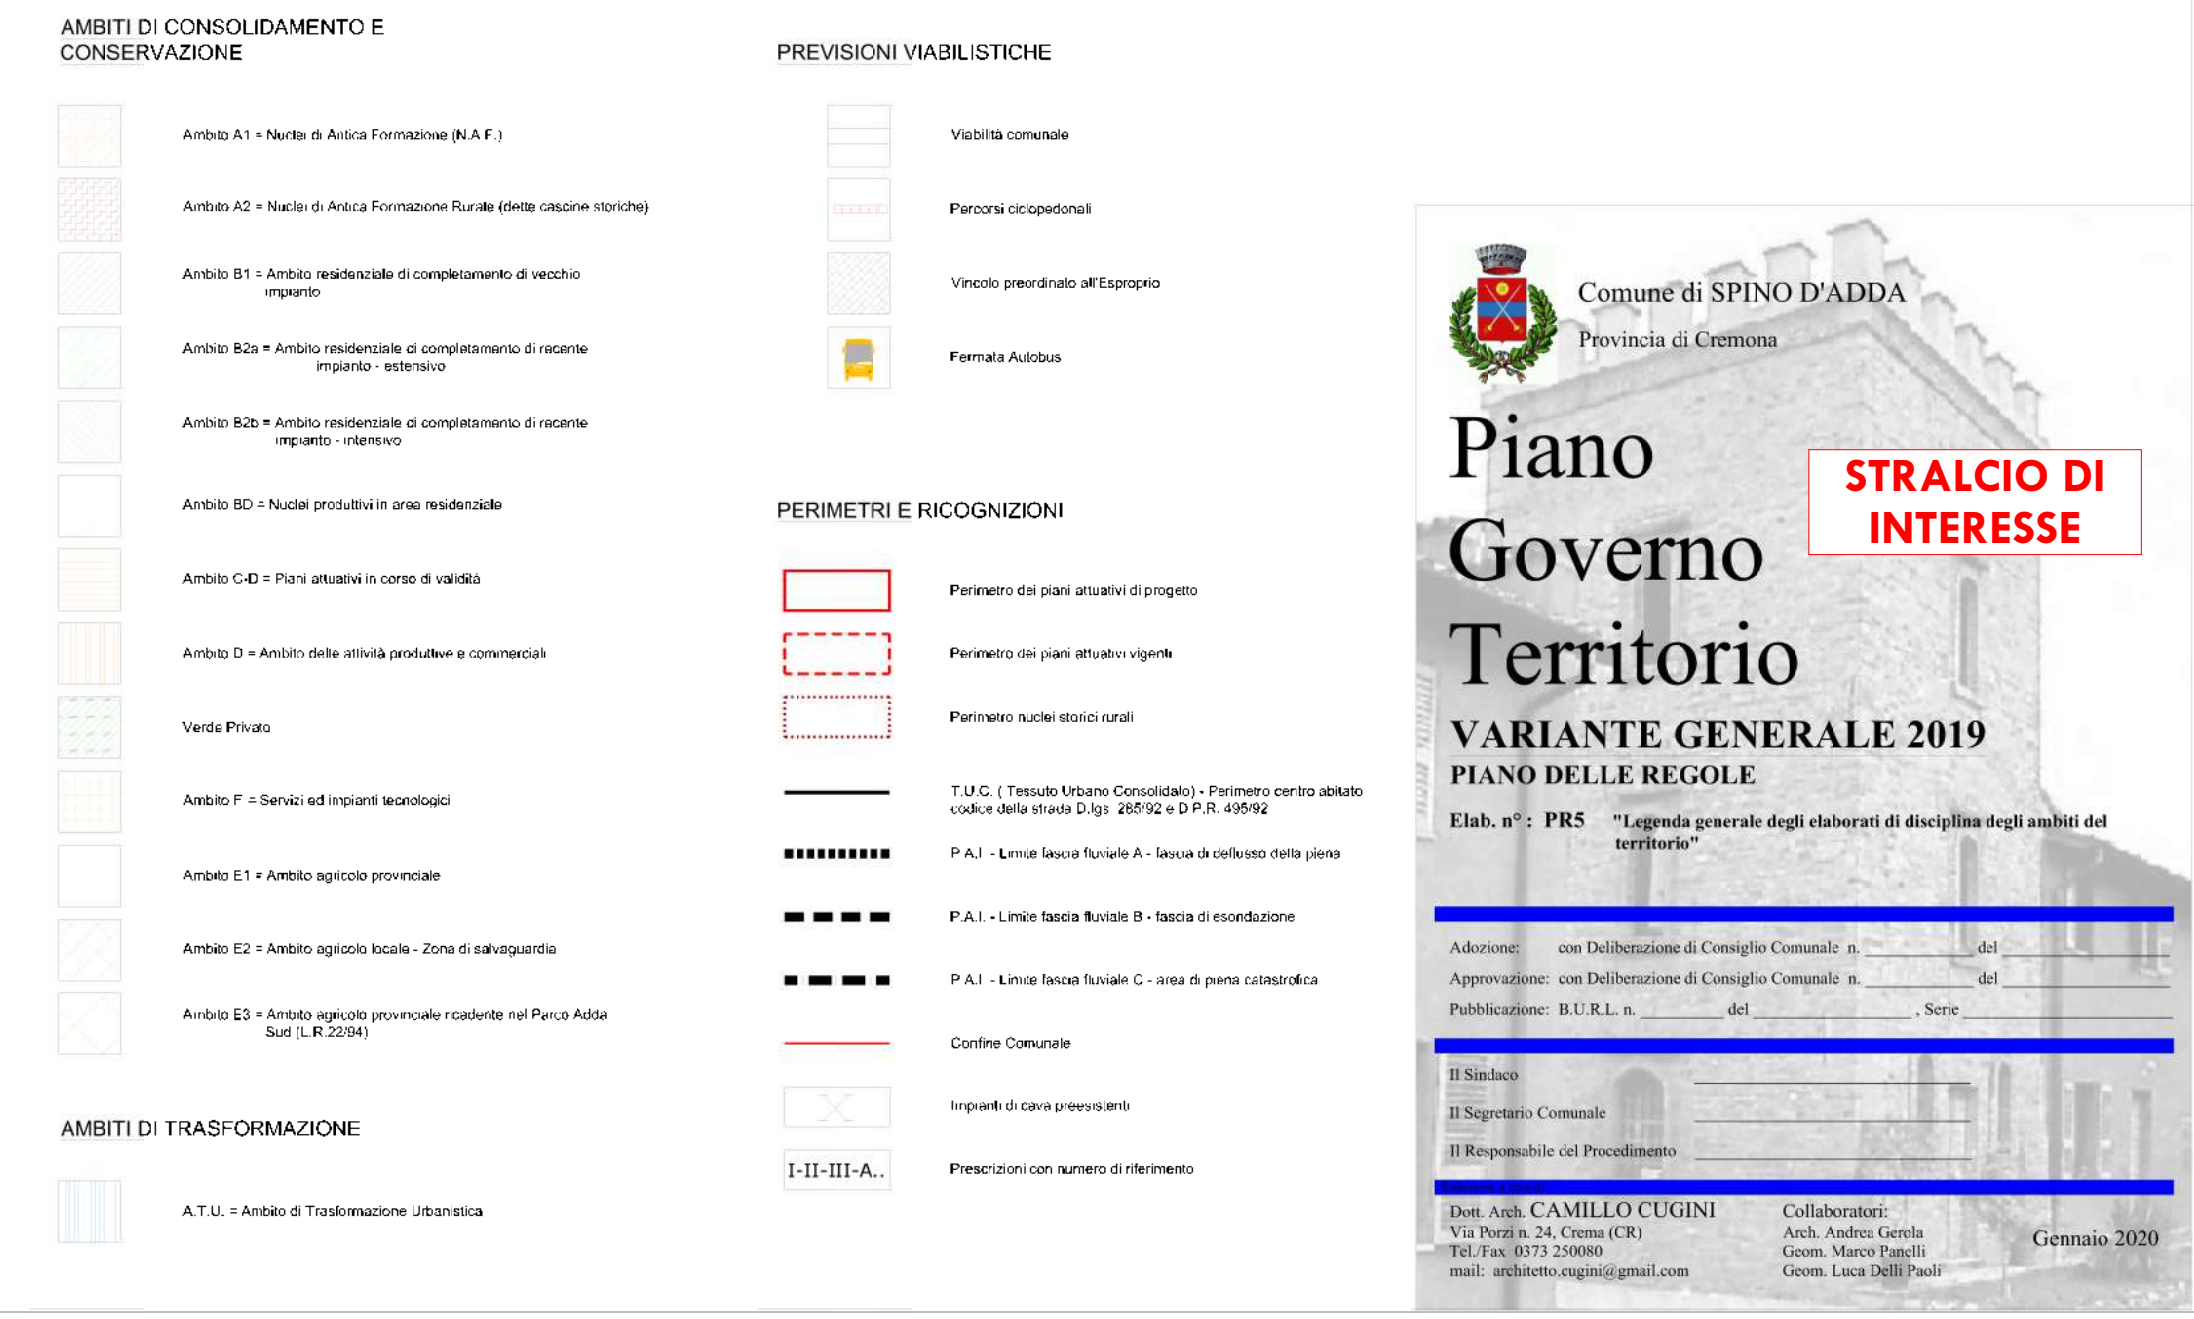 AMBITI DI CONSOLIDAMENTO E
CONSERVAZIONE
Ambito A1 = Nuclei di Antica Formazione (N.A.F.)
Ambito A2 = Nuclei di Antica Formazione Rurale (dette cascine storiche)
Ambito B1 = Ambito residenziale di completamento di vecchio
impianto
Ambito B2a = Ambito residenziale di completamento di recente
impianto - estensivo
Ambito B2b = Ambito residenziale di completamento di recente
impianto - intensivo
Ambito BD = Nuclei produttivi in area residenziale
Ambito C-D = Piani attuativi in corso di validità
Ambito D = Ambito delle attività produttive e commerciali
Verde Privato
Ambito F = Servizi ed impianti tecnologici
Ambito E1 = Ambito agricolo provinciale
Ambito E2 = Ambito agricolo locale - Zona di salvaguardia
Ambito E3 = Ambito agricolo provinciale ricadente nel Parco Adda
Sud (L.R.22/94)
AMBITI DI TRASFORMAZIONE
A.T.U. = Ambito di Trasformazione Urbanistica
PREVISIONI VIABILISTICHE
Viabilità comunale
Percorsi ciclopedonali
Vincolo preordinato all'Esproprio
Fermata Autobus
PERIMETRI E RICOGNIZIONI
Perimetro dei piani attuativi di progetto
Perimetro dei piani attuativi vigenti
Perimetro nuclei storici rurali
T.U.C. ( Tessuto Urbano Consolidato) - Perimetro centro abitato
codice della strada D.lgs. 285/92 e D.P.R. 495/92
P.A.I. - Limite fascia fluviale A - fascia di deflusso della piena
P.A.I. - Limite fascia fluviale B - fascia di esondazione
P.A.I. - Limite fascia fluviale C - area di piena catastrofica
Confine Comunale
Impianti di cava preesistenti
I-II-III-A..
Prescrizioni con numero di riferimento
Comune di SPINO D'ADDA
Provincia di Cremona
Piano
Governo
Territorio
STRALCIO DI
INTERESSE
VARIANTE GENERALE 2019
PIANO DELLE REGOLE
Elab. n° : PR5 "Legenda generale degli elaborati di disciplina degli ambiti del
territorio"
Adozione: con Deliberazione di Consiglio Comunale n. ________ del ________
Approvazione: con Deliberazione di Consiglio Comunale n. ________ del ________
Pubblicazione: B.U.R.L. n. ________ del ________ , Serie ________
Il Sindaco
Il Segretario Comunale
Il Responsabile del Procedimento
Dott. Arch. CAMILLO CUGINI
Via Porzi n. 24, Crema (CR)
Tel./Fax 0373 250080
mail: architetto.cugini@gmail.com
Collaboratori:
Arch. Andrea Gerola
Geom. Marco Panelli
Geom. Luca Delli Paoli
Gennaio 2020